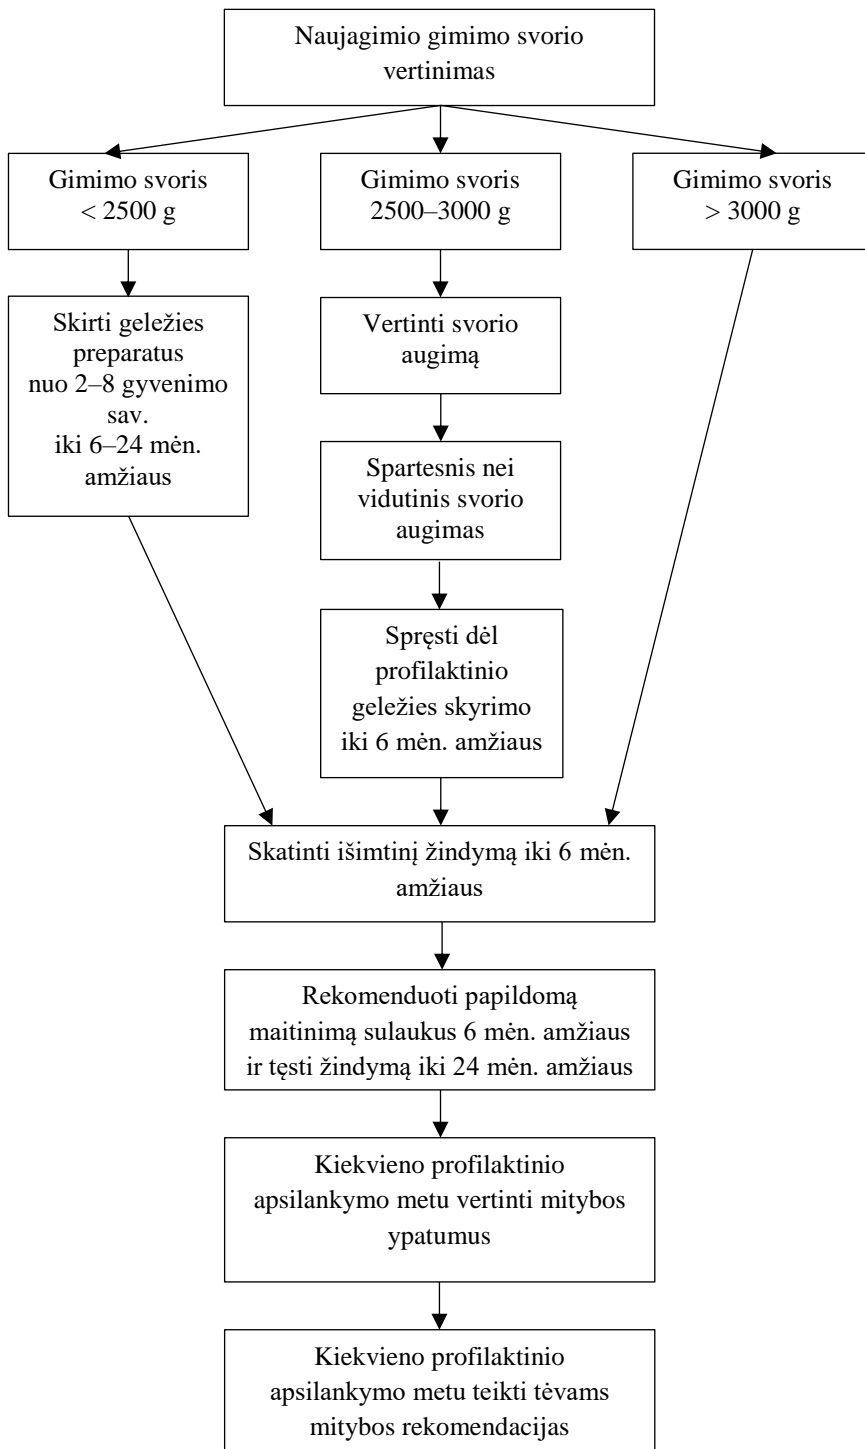 Naujagimio gimimo svorio
vertinimas
Gimimo svoris
< 2500 g
Gimimo svoris
2500–3000 g
Gimimo svoris
> 3000 g
Skirti geležies
preparatus
nuo 2–8 gyvenimo
sav.
iki 6–24 mėn.
amžiaus
Vertinti svorio
augimą
Spartesnis nei
vidutinis svorio
augimas
Spręsti dėl
profilaktinio
geležies skyrimo
iki 6 mėn. amžiaus
Skatinti išimtinį žindymą iki 6 mėn.
amžiaus
Rekomenduoti papildomą
maitinimą sulaukus 6 mėn. amžiaus
ir tęsti žindymą iki 24 mėn. amžiaus
Kiekvieno profilaktinio
apsilankymo metu vertinti mitybos
ypatumus
Kiekvieno profilaktinio
apsilankymo metu teikti tėvams
mitybos rekomendacijas